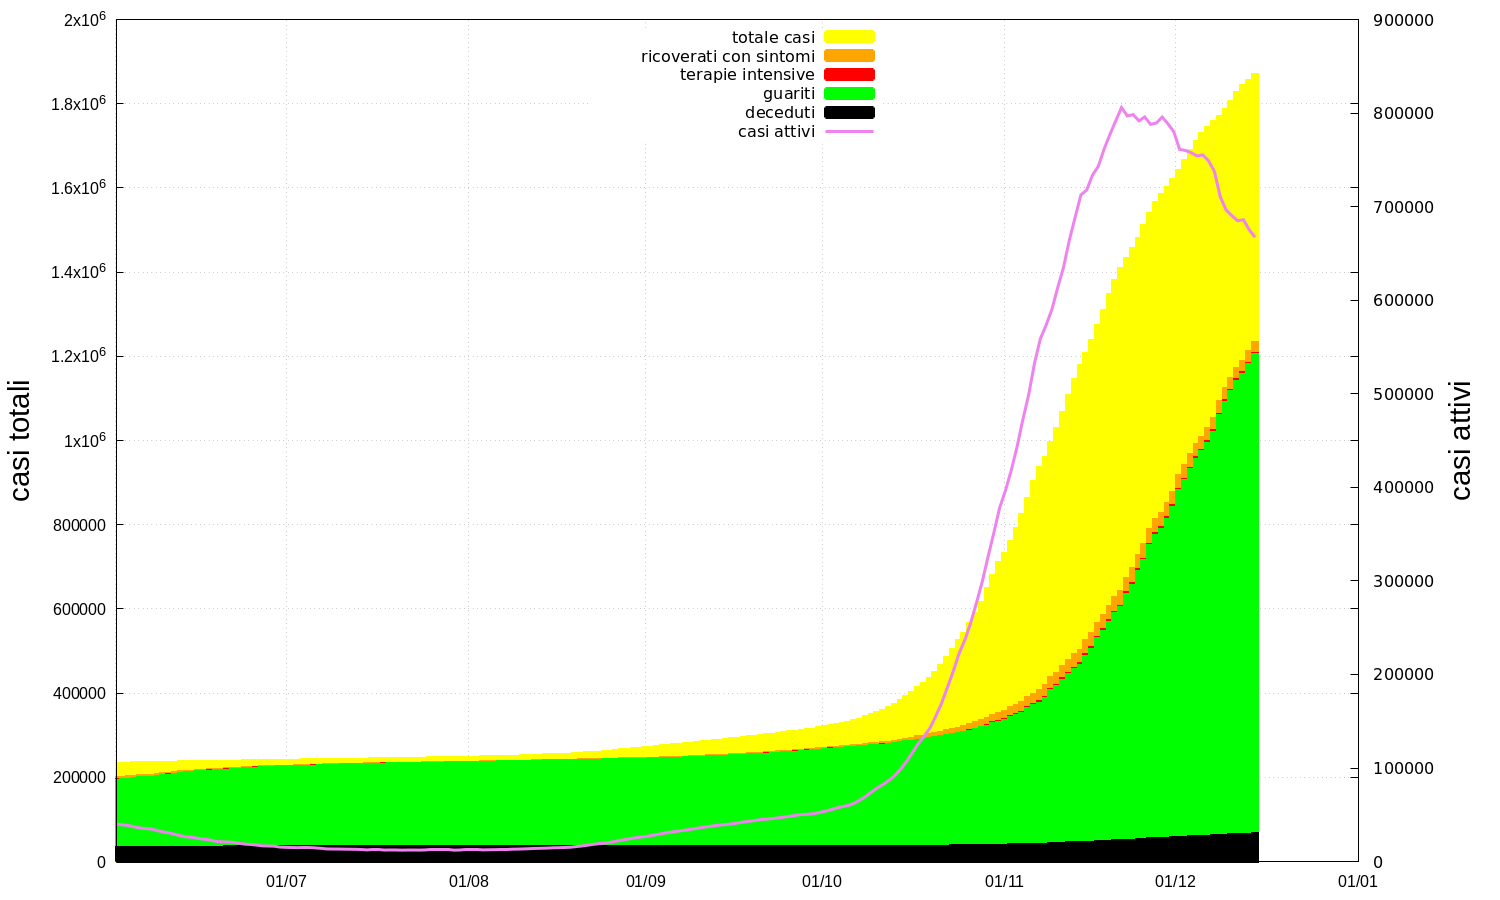 2x10⁶
1.8x10⁶
1.6x10⁶
1.4x10⁶
1.2x10⁶
1x10⁶
800000
600000
400000
200000
0
casi totali
totale casi
ricoverati con sintomi
terapie intensive
guariti
deceduti
casi attivi
900000
800000
700000
600000
500000
400000
300000
200000
100000
0
casi attivi
01/07
01/08
01/09
01/10
01/11
01/12
01/01